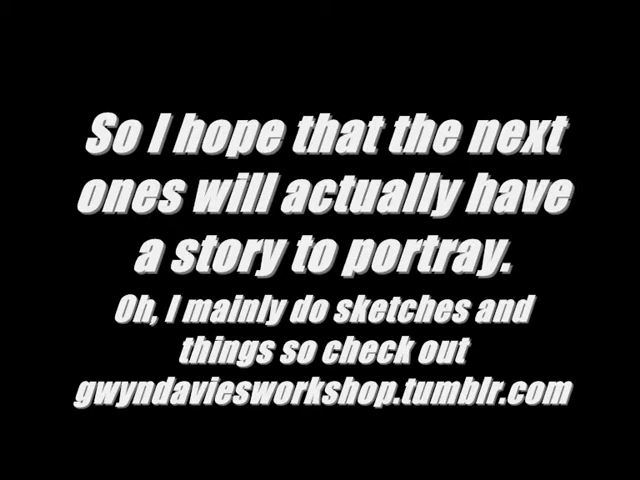 So I hope that the next
ones will actually have
a story to portray.
Oh, I mainly do sketches and
things so check out
gwyndaviesworkshop.tumblr.com